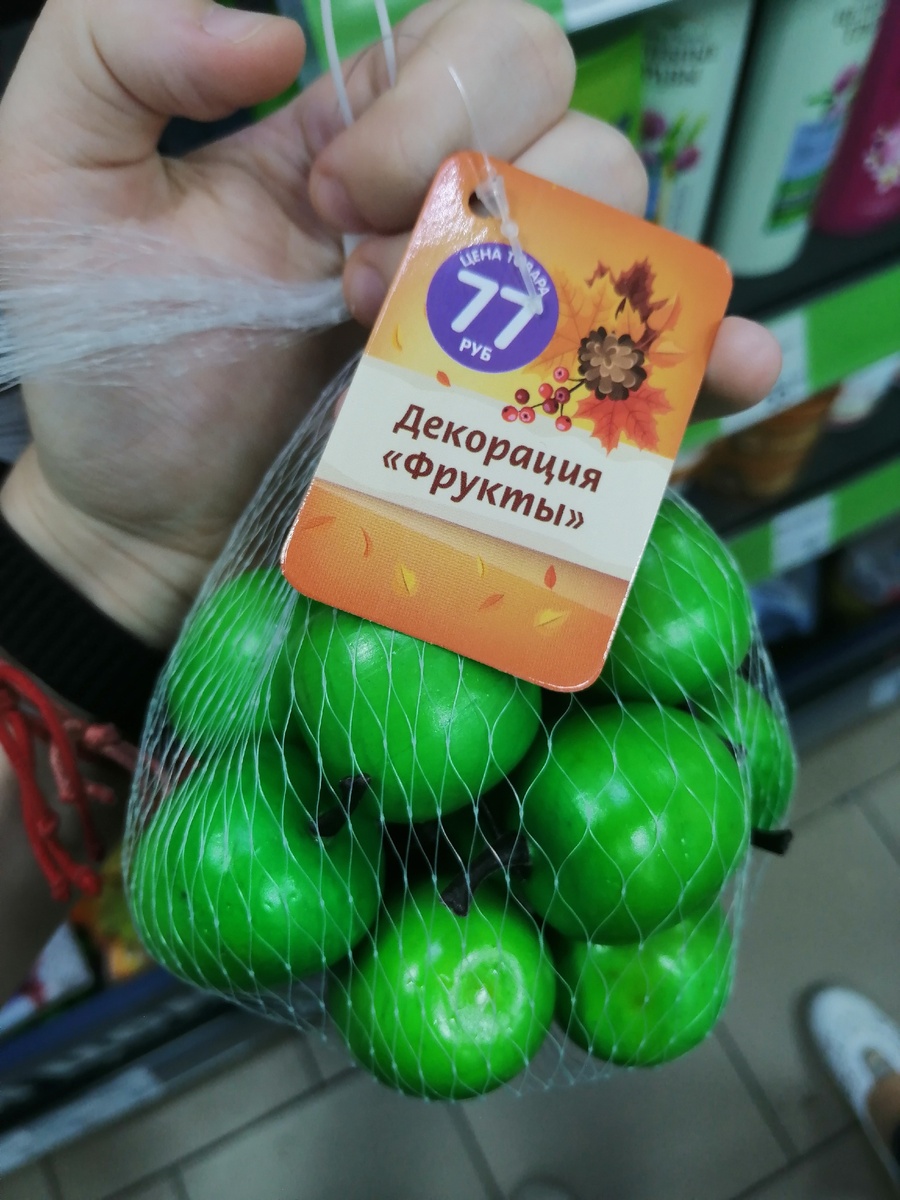 ЦЕНА ТОВАРА
77
РУБ
Декорация
«Фрукты»